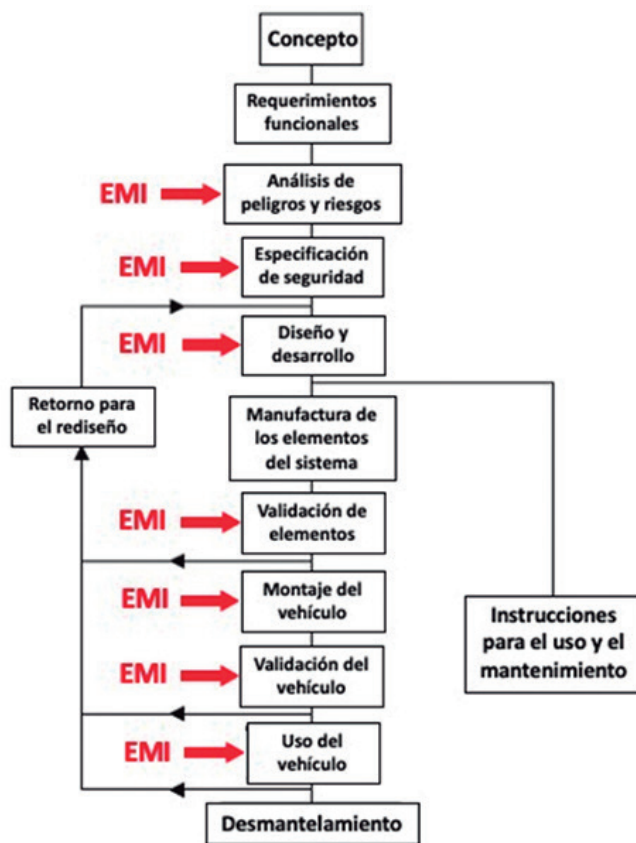 Concepto
Requerimientos
funcionales
EMI
Análisis de
peligros y riesgos
EMI
Especificación
de seguridad
EMI
Diseño y
desarrollo
Retorno para
el rediseño
Manufactura de
los elementos
del sistema
EMI
Validación de
elementos
EMI
Montaje del
vehículo
Instrucciones
para el uso y el
mantenimiento
EMI
Validación del
vehículo
EMI
Uso del
vehículo
Desmantelamiento